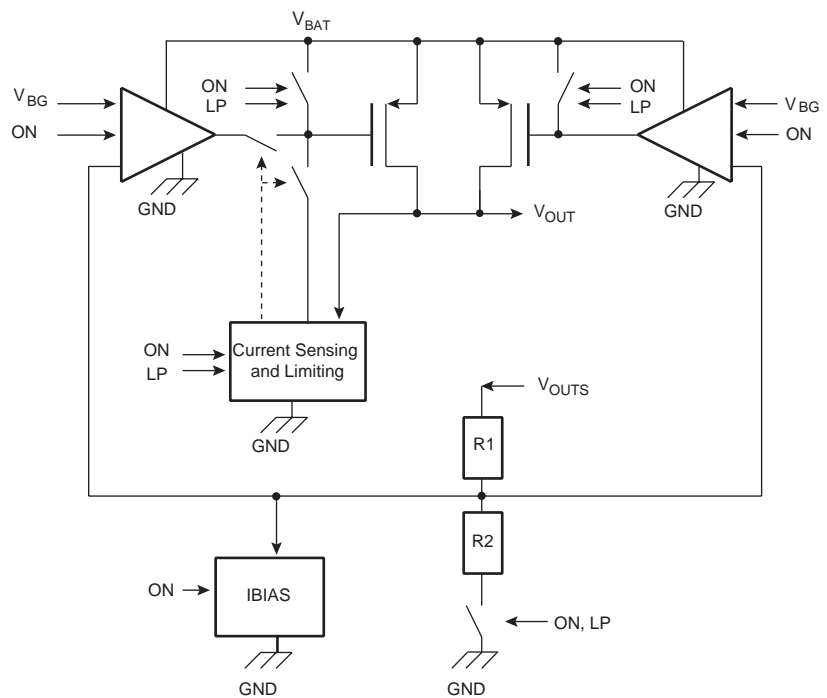 VBAT
ON
LP
ON
LP
VBG
ON
VBG
ON
GND
GND
VOUT
ON
LP
Current Sensing
and Limiting
GND
VOUTS
R1
R2
ON
IBIAS
ON, LP
GND
GND